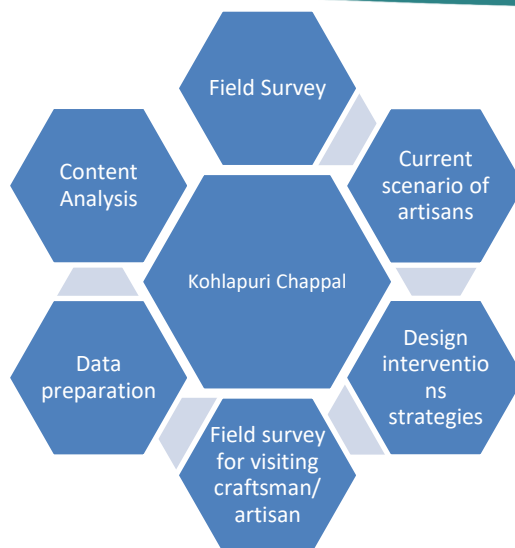 Field Survey
Current
scenario of
artisans
Design
interventio
ns
strategies
Field survey
for visiting
craftsman/
artisan
Data
preparation
Content
Analysis
Kohlapuri Chappal